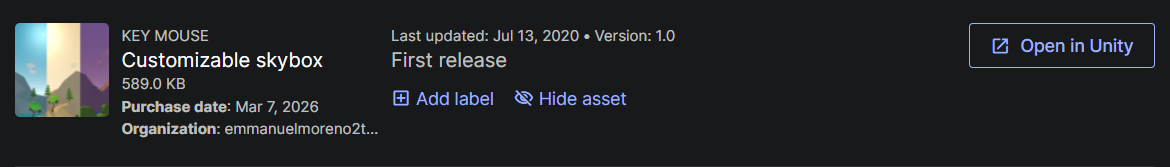 KEY MOUSE
Customizable skybox
589.0 KB
Purchase date: Mar 7, 2026
Organization: emmanuelmoreno2t...
Last updated: Jul 13, 2020 • Version: 1.0
First release
Add label
Hide asset
Open in Unity